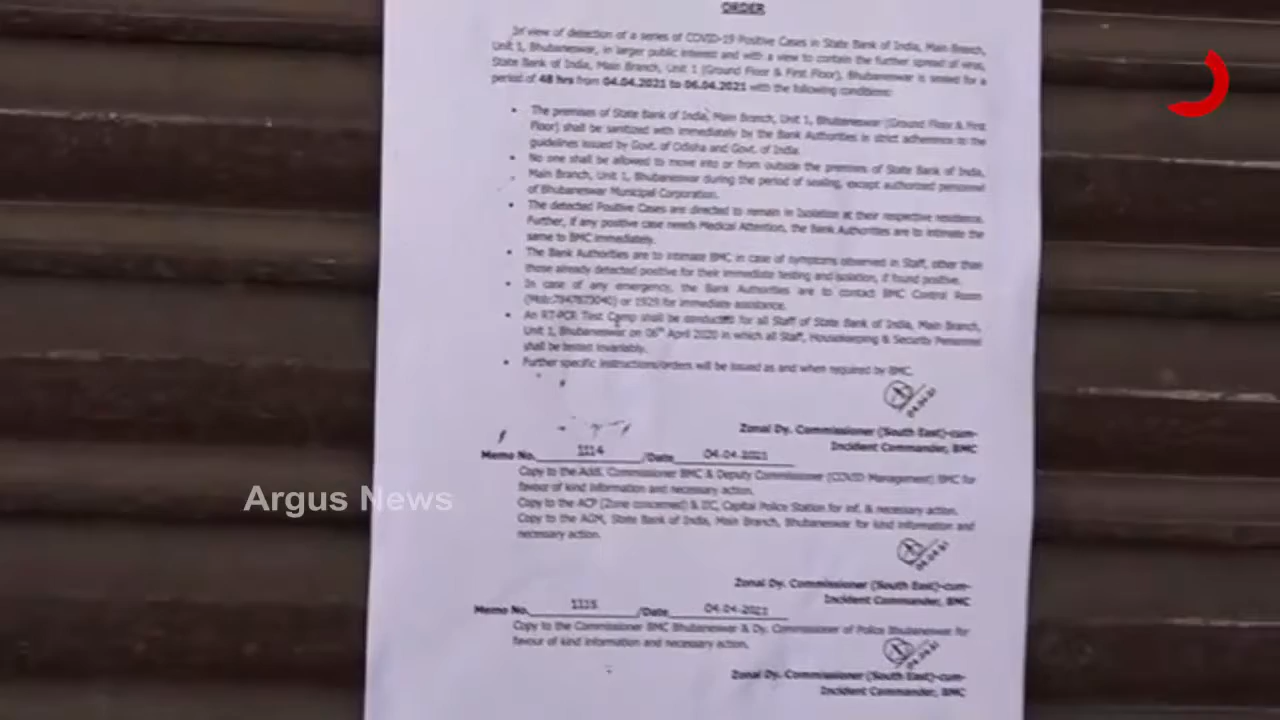 ORDER
In view of detection of a series of COVID-19 Positive Cases in State Bank of India, Main Branch,
Unit 1, Bhubaneswar, in larger public interest and with a view to contain the further spread of virus,
State Bank of India, Main Branch, Unit 1 (Ground Floor & First Floor), Bhubaneswar is sealed for a
period of 48 hrs from 04.04.2021 to 06.04.2021 with the following conditions:
• The premises of State Bank of India, Main Branch, Unit 1, Bhubaneswar (Ground Floor & First
Floor) shall be sanitized with immediately by the Bank Authorities in strict adherence to the
guidelines issued by Govt. of Odisha and Govt. of India.
• No one shall be allowed to move into or from outside the premises of State Bank of India,
Main Branch, Unit 1, Bhubaneswar during the period of sealing, except authorized personnel
of Bhubaneswar Municipal Corporation.
• The detected Positive Cases are directed to remain in Isolation at their respective residence.
Further, if any positive case needs Medical Attention, the Bank Authorities are to intimate the
same to BMC immediately.
• The Bank Authorities are to intimate BMC in case of symptoms observed in Staff, other than
those already detected positive for their immediate testing and isolation, if found positive.
• In case of any emergency, the Bank Authorities are to contact BMC Control Room
(Mob:7847873040) or 1929 for immediate assistance.
• An RT-PCR Test Camp shall be conducted for all Staff of State Bank of India, Main Branch,
Unit 1, Bhubaneswar on 06th April 2020 in which all Staff, Housekeeping & Security Personnel
shall be tested invariably.
• Further specific instructions/orders will be issued as and when required by BMC.
04.04.21
Zonal Dy. Commissioner (South East)-cum-
Incident Commander, BMC
Memo No. 1114 /Date 04.04.2021
Copy to the Addl. Commissioner BMC & Deputy Commissioner (COVID Management) BMC for
favour of kind information and necessary action.
Copy to the ACP (Zone concerned) & IIC, Capital Police Station for inf. & necessary action.
Copy to the AGM, State Bank of India, Main Branch, Bhubaneswar for kind information and
necessary action.
04.04.21
Zonal Dy. Commissioner (South East)-cum-
Incident Commander, BMC
Memo No. 1115 /Date 04.04.2021
Copy to the Commissioner BMC Bhubaneswar & Dy. Commissioner of Police Bhubaneswar for
favour of kind information and necessary action.
04.04.21
Zonal Dy. Commissioner (South East)-cum-
Incident Commander, BMC
Argus News